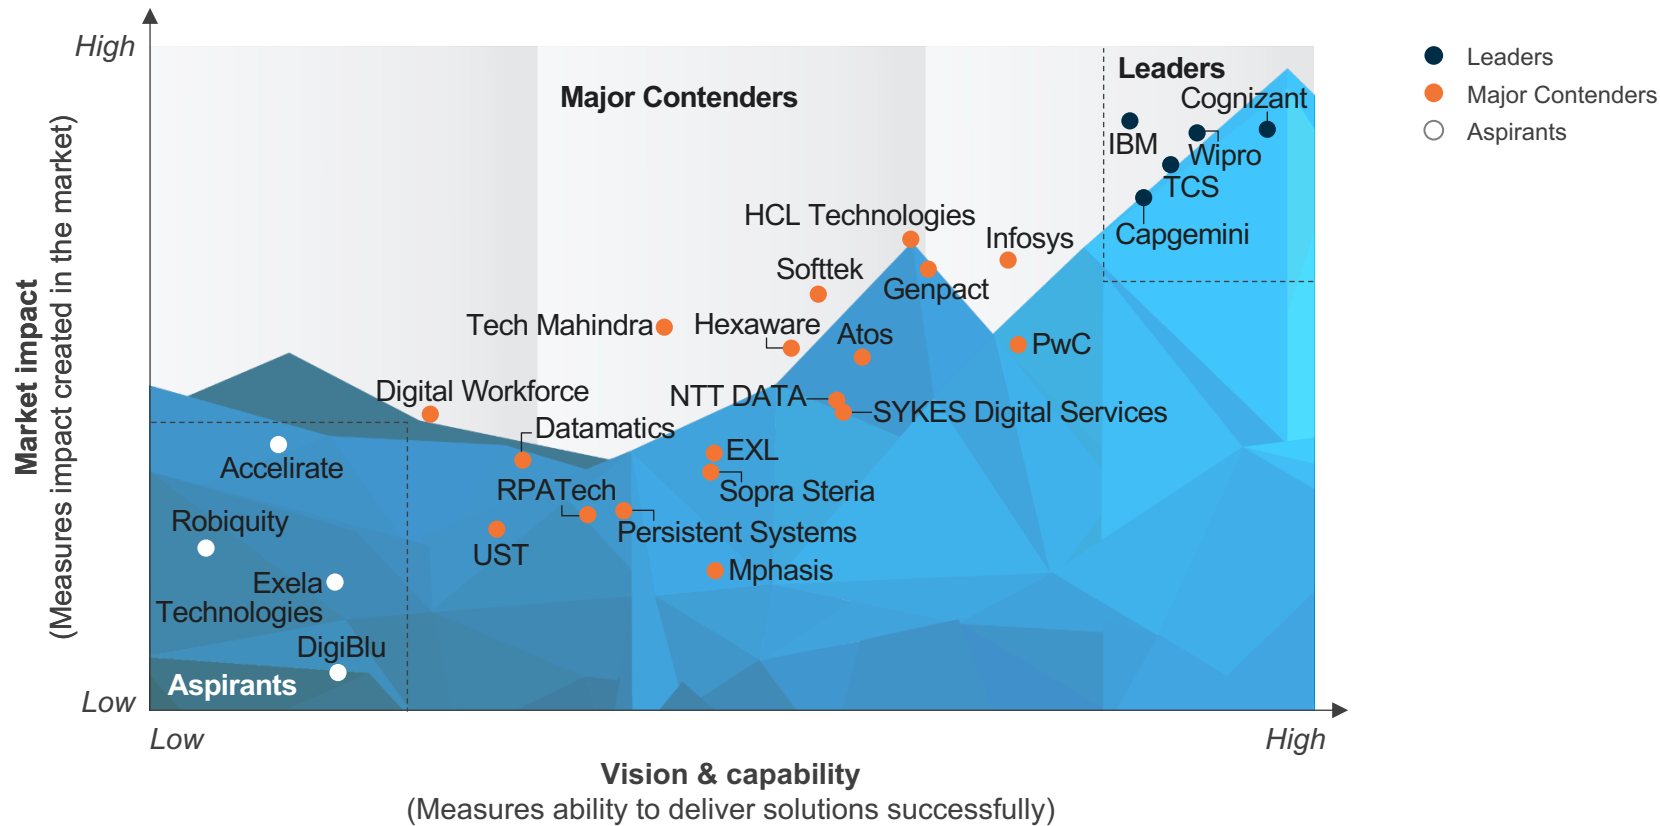 High
Leaders
Major Contenders
Cognizant
IBM
Wipro
TCS
Capgemini
HCL Technologies
Infosys
Softtek
Genpact
Tech Mahindra
Hexaware
Atos
PwC
Digital Workforce
NTT DATA
SYKES Digital Services
Datamatics
EXL
Accelirate
Sopra Steria
RPATech
Robiquity
Persistent Systems
UST
Mphasis
Exela
Technologies
DigiBlu
Aspirants
Low
Market impact
(Measures impact created in the market)
Low
High
Vision & capability
(Measures ability to deliver solutions successfully)
Leaders
Major Contenders
Aspirants